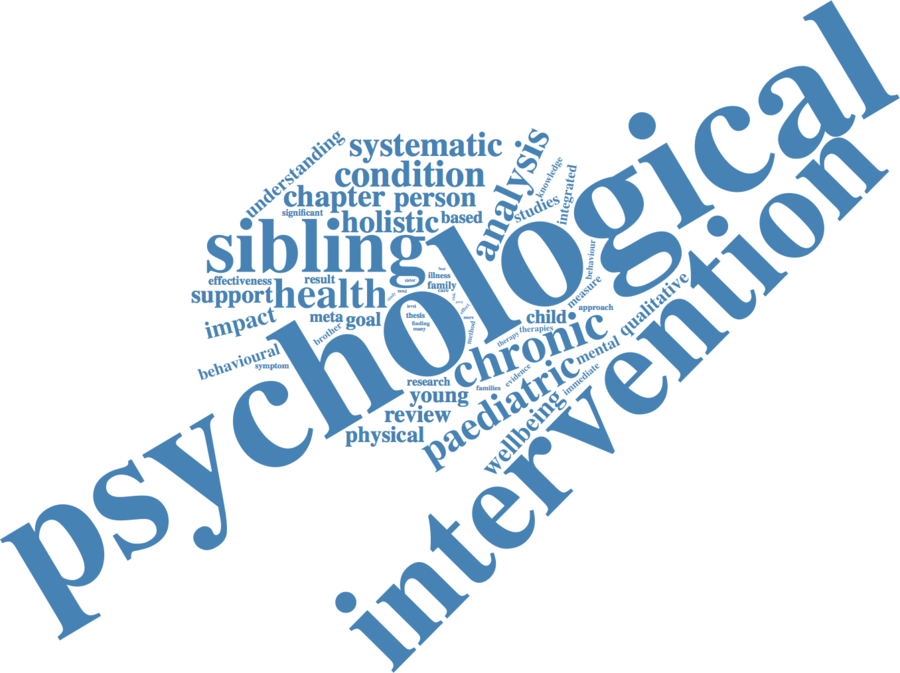 psychological
intervention
systematic
understanding
condition
analysis
chapter
person
significant
holistic
based
studies
knowledge
integrated
sibling
effectiveness
result
illness
family
behaviour
support
health
measure
impact
meta
goal
thesis
finding
many
level
child
approach
qualitative
brother
method
therapy
therapies
chronic
mental
behavioural
symptom
research
families
evidence
immediate
young
paediatric
review
wellbeing
physical